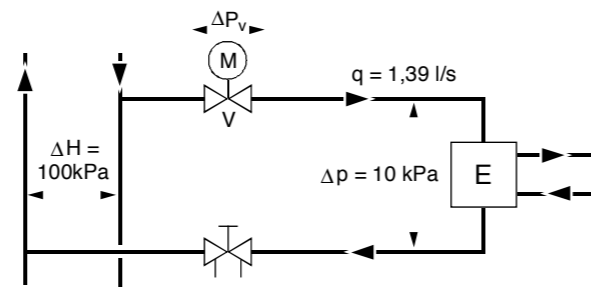 ΔPv
M
q = 1,39 l/s
V
ΔH =
100kPa
Δp = 10 kPa
E